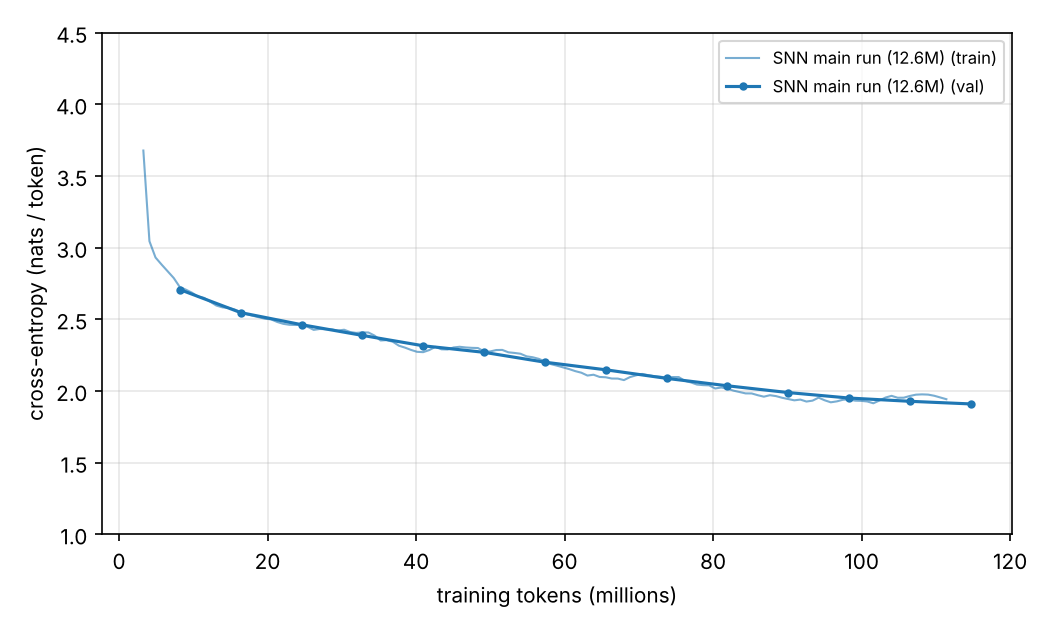 SNN main run (12.6M) (train)
SNN main run (12.6M) (val)
4.5
4.0
3.5
3.0
2.5
2.0
1.5
1.0
cross-entropy (nats / token)
0 20 40 60 80 100 120
training tokens (millions)